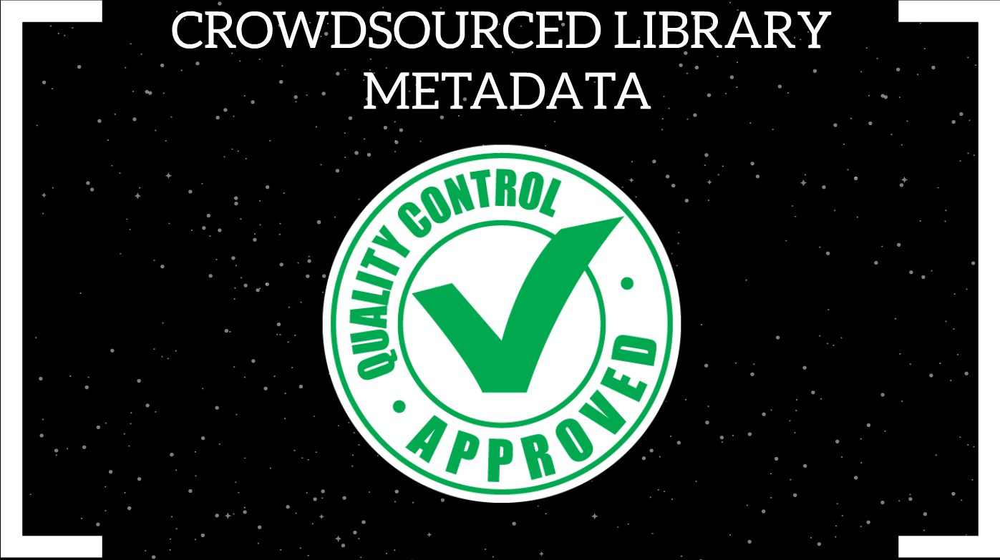 CROWDSOURCED LIBRARY
METADATA
QUALITY CONTROL
APPROVED